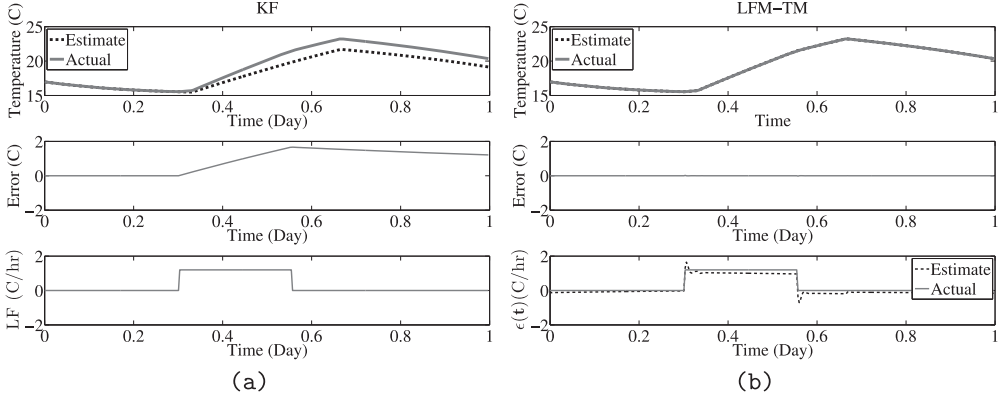 KF
Temperature (C)
25
20
15
Estimate
Actual
0 0.2 0.4 0.6 0.8 1
Time (Day)
Error (C)
2
0
−2
0 0.2 0.4 0.6 0.8 1
Time (Day)
LF (C/hr)
2
0
−2
0 0.2 0.4 0.6 0.8 1
Time (Day)
(a)
LFM−TM
Temperature (C)
25
20
15
Estimate
Actual
0 0.2 0.4 0.6 0.8 1
Time
Error (C)
2
0
−2
0 0.2 0.4 0.6 0.8 1
Time (Day)
ϵ(t)(C/hr)
2
0
−2
Estimate
Actual
0 0.2 0.4 0.6 0.8 1
Time (Day)
(b)